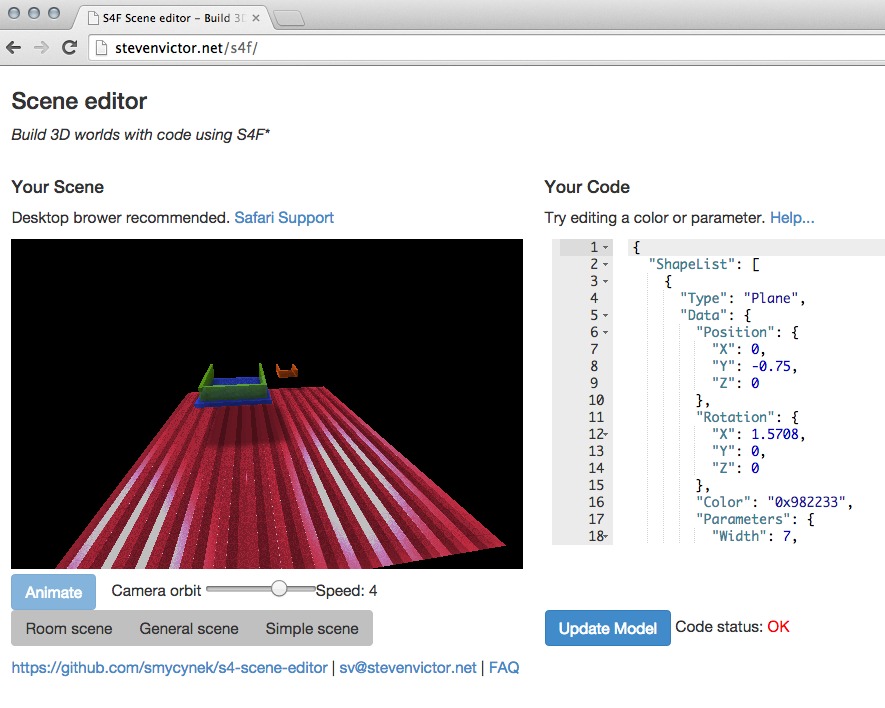 S4F Scene editor – Build 3D
stevenvictor.net/s4f/
Scene editor
Build 3D worlds with code using S4F*
Your Scene
Desktop brower recommended. Safari Support
Animate
Camera orbit Speed: 4
Room scene General scene Simple scene
https://github.com/smycynek/s4-scene-editor | sv@stevenvictor.net | FAQ
Your Code
Try editing a color or parameter. Help...
1 {
2 "ShapeList": [
3 {
4 "Type": "Plane",
5 "Data": {
6 "Position": {
7 "X": 0,
8 "Y": -0.75,
9 "Z": 0
10 },
11 "Rotation": {
12 "X": 1.5708,
13 "Y": 0,
14 "Z": 0
15 },
16 "Color": "0x982233",
17 "Parameters": {
18 "Width": 7,
Update Model Code status: OK